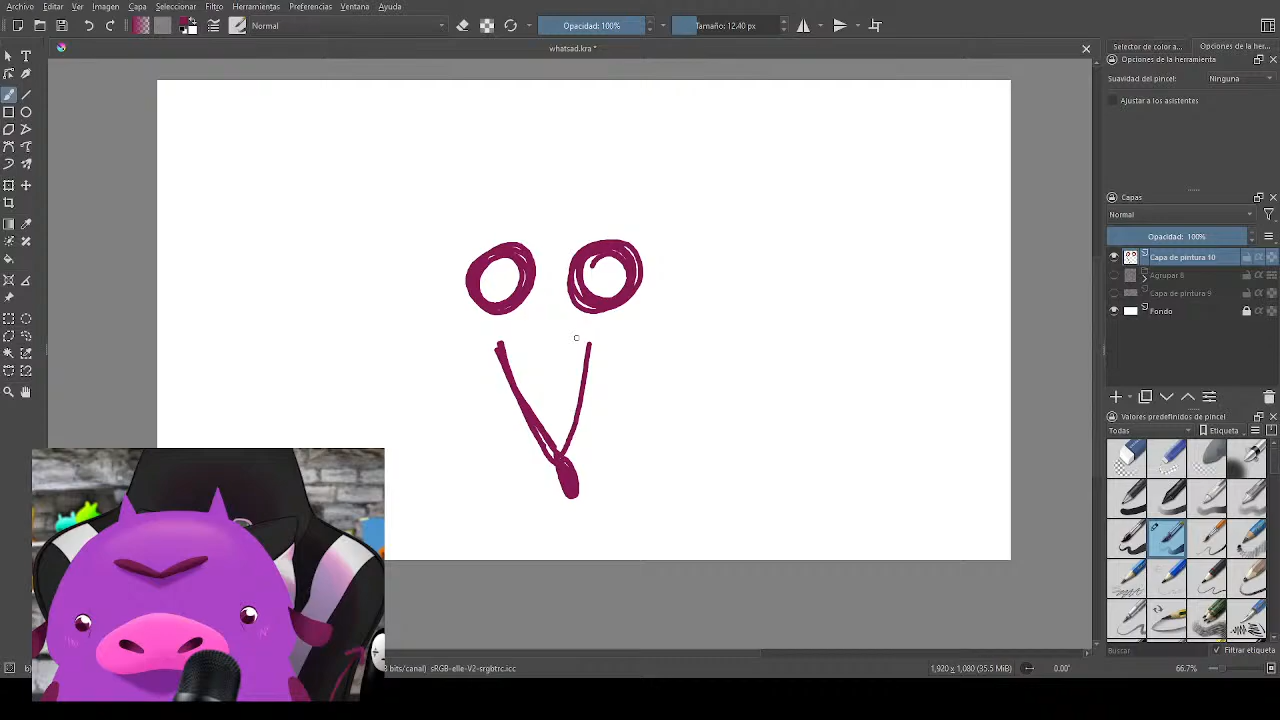 Archivo Editar Ver Imagen Capa Seleccionar Filtro Herramientas Preferencias Ventana Ayuda
Normal Opacidad: 100% Tamaño: 12.40 px
whatsad.kra *
Selector de color a... Opciones de la her...
Opciones de la herramienta
Suavidad del pincel: Ninguna
Ajustar a los asistentes
Capas
Normal
Opacidad: 100%
Capa de pintura 10
Agrupar 6
Capa de pintura 9
Fondo
Valores predefinidos de pincel
Todas Etiqueta
Buscar Filtrar etiqueta
bits/canal) sRGB-elle-V2-srgbtrc.icc 1,920 x 1,080 (35.5 MiB) 0.00° 66.7%